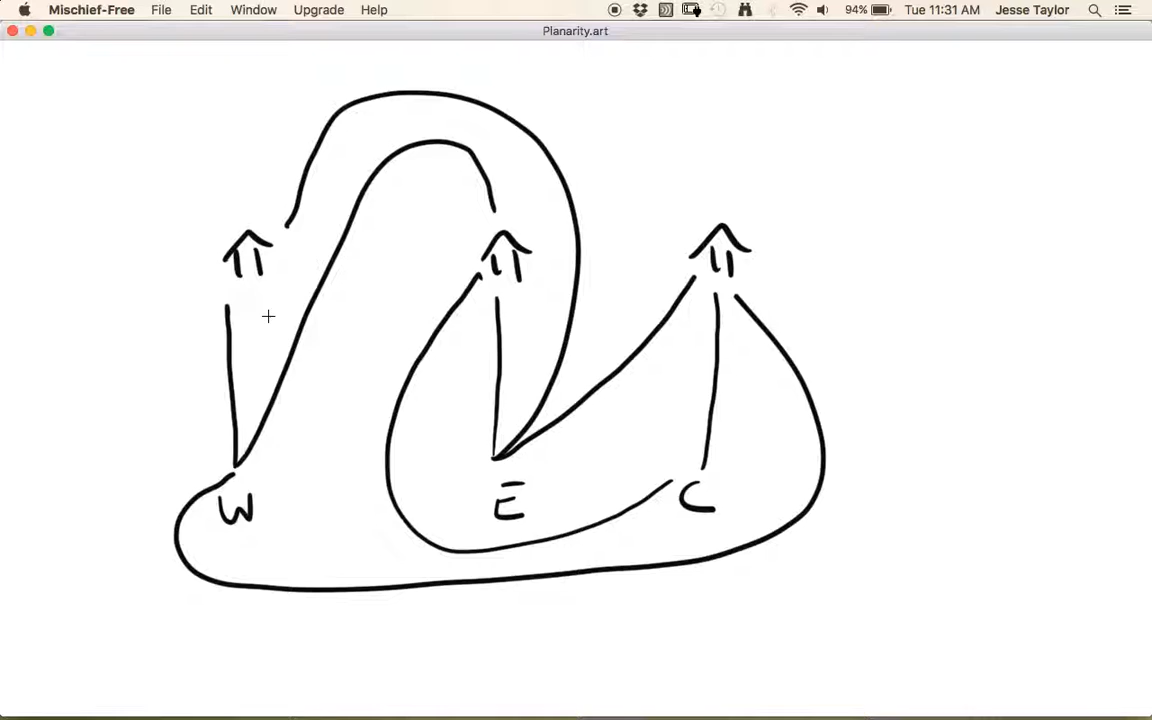 Mischief-Free File Edit Window Upgrade Help 94% Tue 11:31 AM Jesse Taylor
Planarity.art
W E C